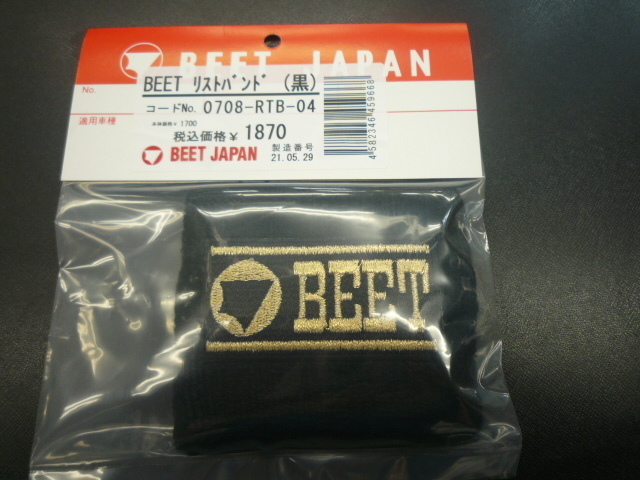 BEET JAPAN
No.
適用車種
BEET リストバンド (黒)
コードNo. 0708-RTB-04
本体価格¥ 1700
税込価格¥ 1870
BEET JAPAN
製造番号
21.05.29
4582346459668
BEET